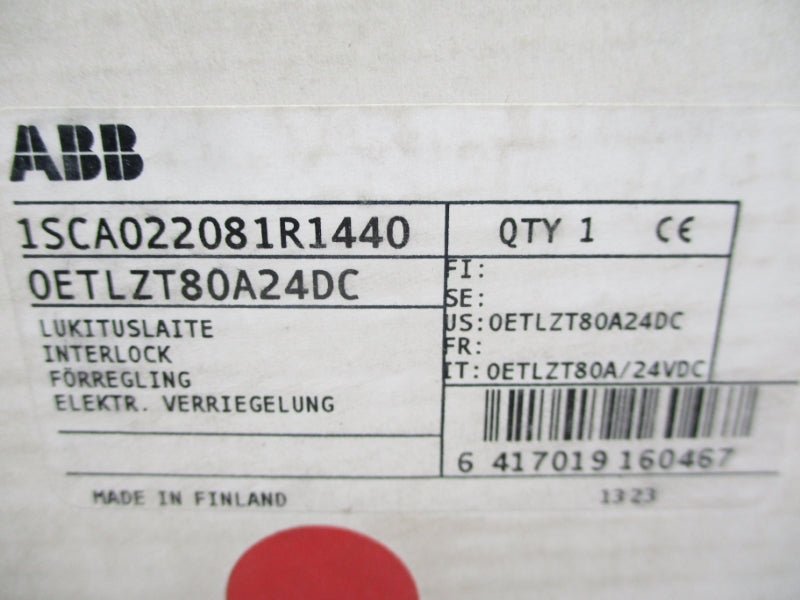 ABB
1SCA022081R1440
QTY 1 CE
OETLZT80A24DC
FI:
SE:
US:OETLZT80A24DC
FR:
IT:OETLZT80A/24VDC
LUKITUSLAITE
INTERLOCK
FÖRREGLING
ELEKTR. VERRIEGELUNG
6 417019 160467
MADE IN FINLAND
1323